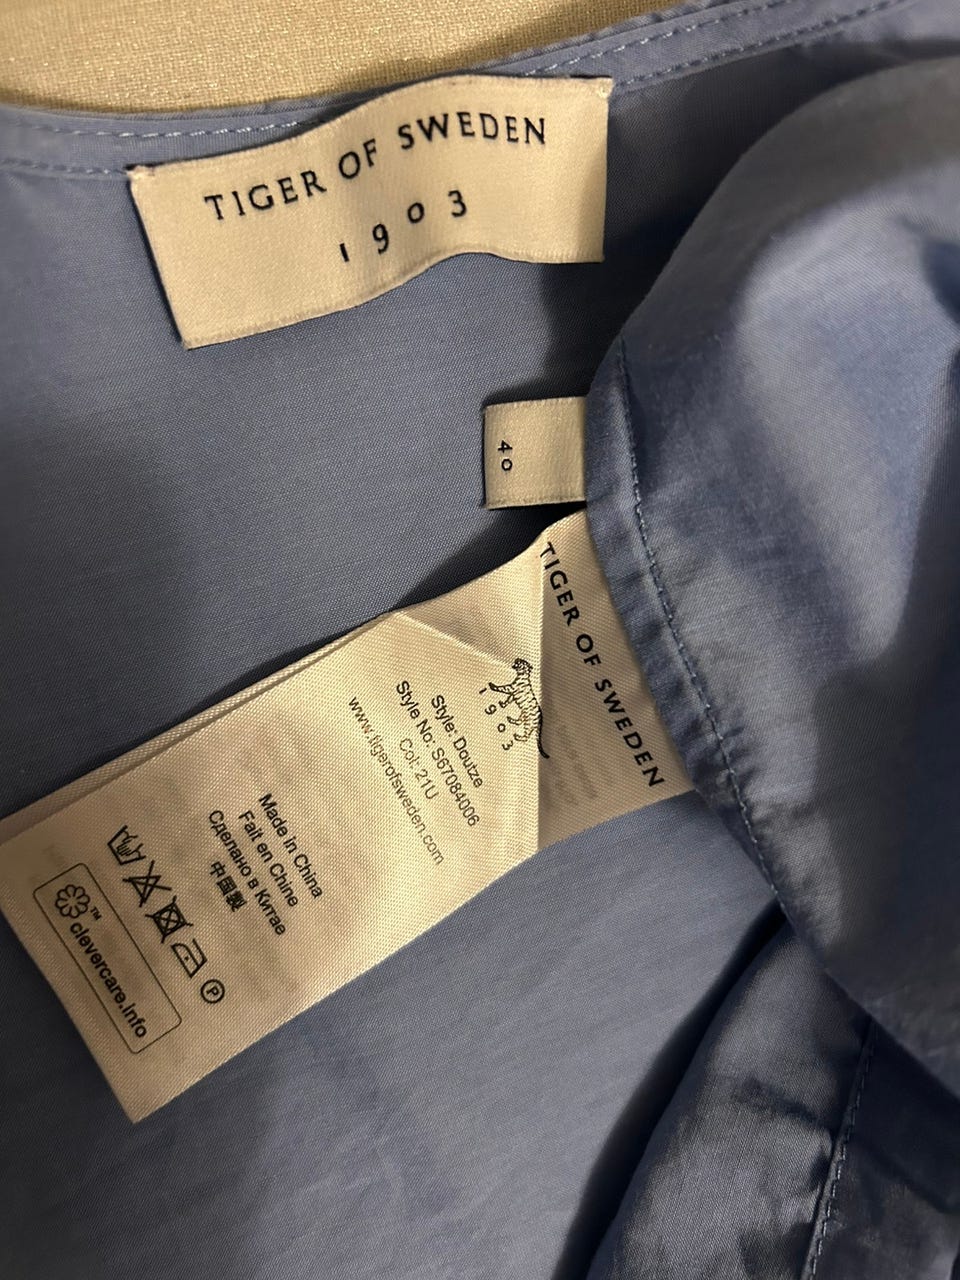 TIGER OF SWEDEN
1903
40
TIGER OF SWEDEN
1903
Style: Doutze
Style No: S67084006
Col: 21U
www.tigerofsweden.com
Made in China
Fait en Chine
Сделано в Китае
中国製
P
clevercare.info™